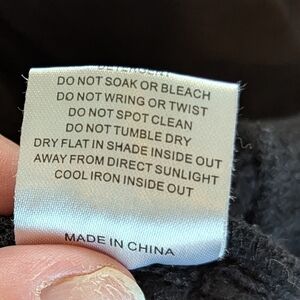 DETERGENT
DO NOT SOAK OR BLEACH
DO NOT WRING OR TWIST
DO NOT SPOT CLEAN
DO NOT TUMBLE DRY
DRY FLAT IN SHADE INSIDE OUT
AWAY FROM DIRECT SUNLIGHT
COOL IRON INSIDE OUT
MADE IN CHINA